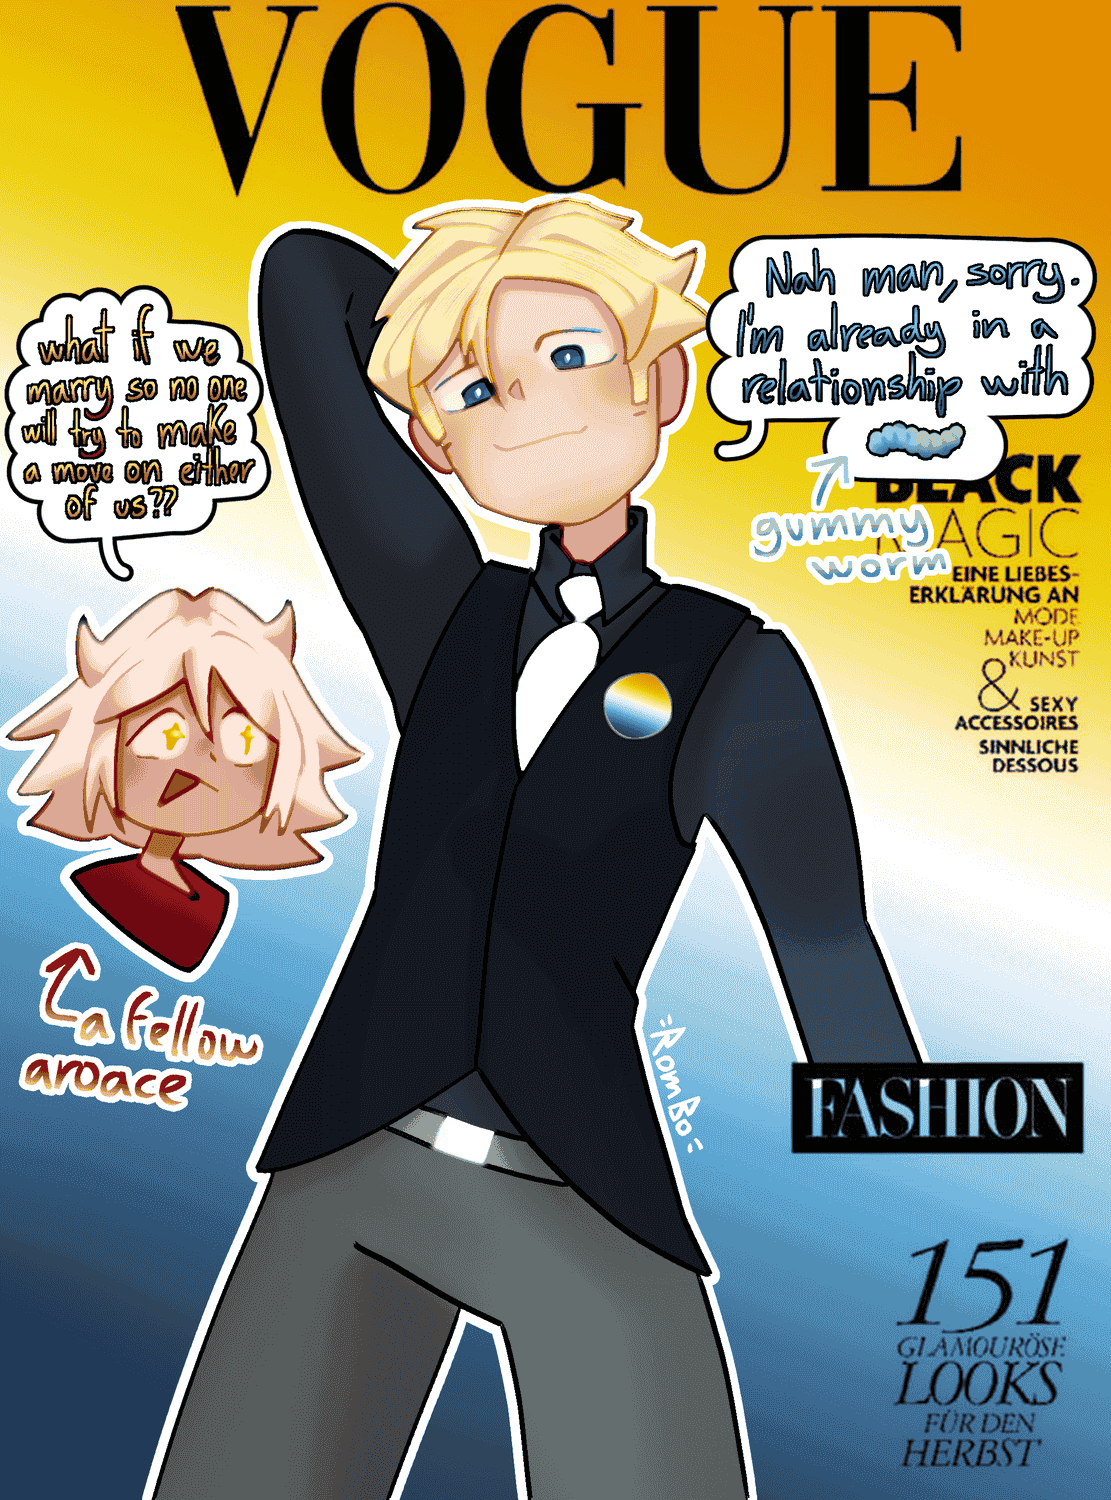 VOGUE
what if we
marry so no one
will try to make
a move on either
of us??
Nah man, sorry.
I'm already in a
relationship with
gummy
worm
BLACK
MAGIC
EINE LIEBES-
ERKLÄRUNG AN
MODE
MAKE-UP
KUNST
& SEXY
ACCESSOIRES
SINNLICHE
DESSOUS
a fellow
aroace
=RomBo=
FASHION
151
GLAMOURÖSE
LOOKS
FÜR DEN
HERBST